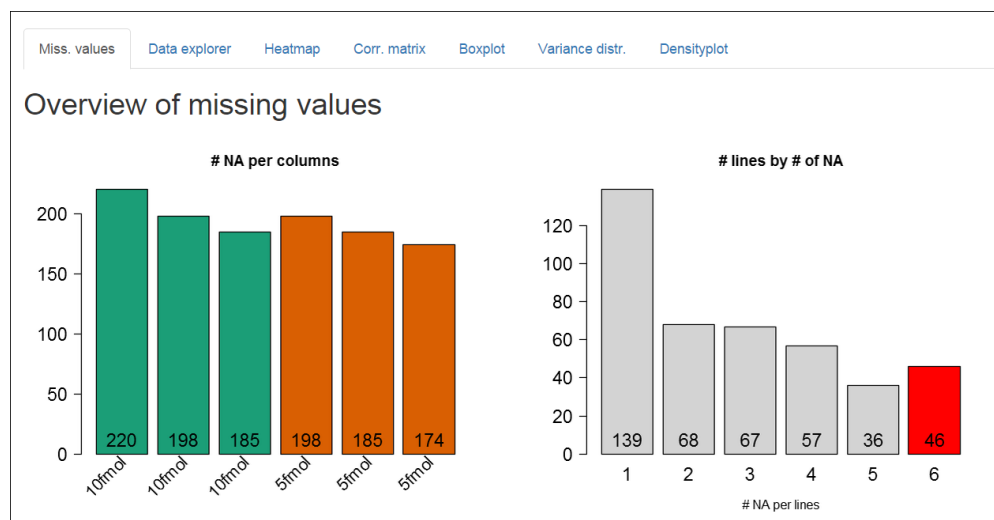 Miss. values Data explorer Heatmap Corr. matrix Boxplot Variance distr. Densityplot
Overview of missing values
# NA per columns
200
150
100
50
0
220 198 185 198 185 174
10fmol 10fmol 10fmol 5fmol 5fmol 5fmol
# lines by # of NA
120
100
80
60
40
20
0
139 68 67 57 36 46
1 2 3 4 5 6
# NA per lines